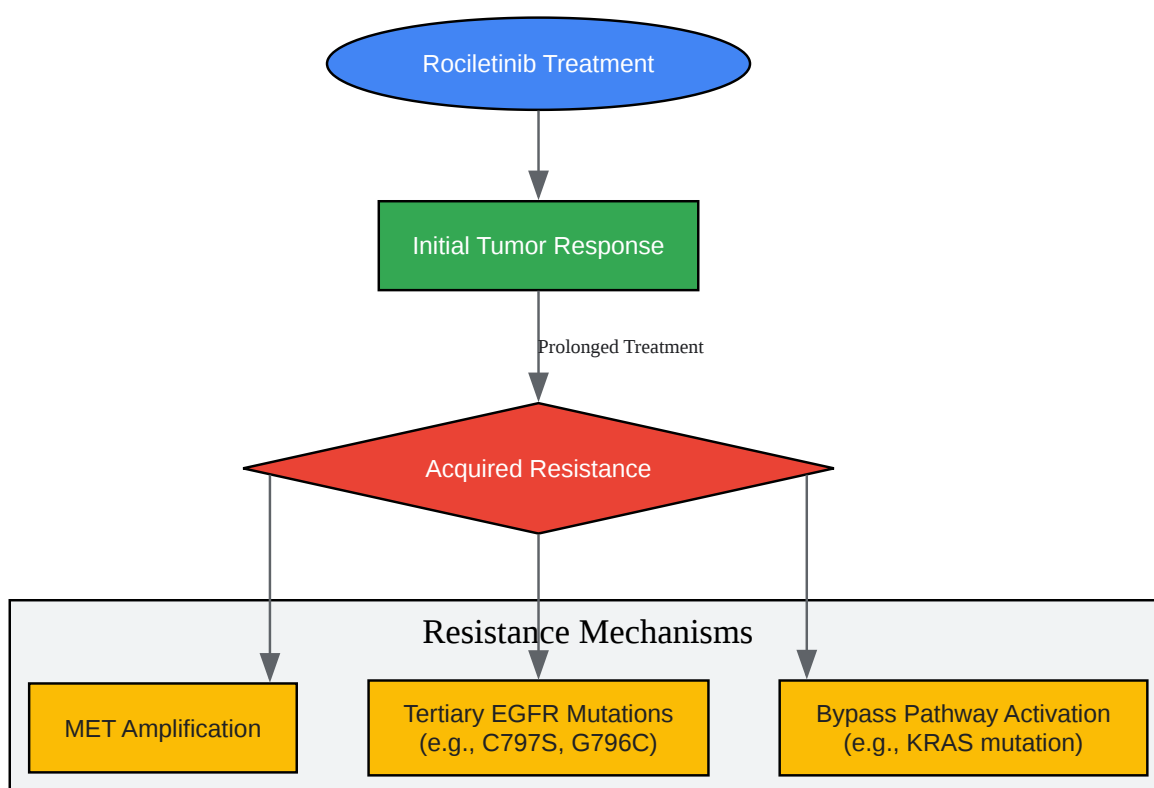 Rociletinib Treatment
Initial Tumor Response
Prolonged Treatment
Acquired Resistance
Resistance Mechanisms
MET Amplification
Tertiary EGFR Mutations
(e.g., C797S, G796C)
Bypass Pathway Activation
(e.g., KRAS mutation)